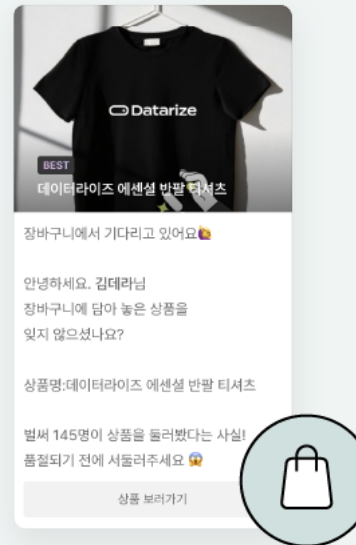 Datarize
BEST
데이터라이즈 에센셜 반팔 티셔츠
장바구니에서 기다리고 있어요🙋
안녕하세요. 김데라님
장바구니에 담아 놓은 상품을
잊지 않으셨나요?
상품명:데이터라이즈 에센셜 반팔 티셔츠
벌써 145명이 상품을 둘러봤다는 사실!
품절되기 전에 서둘러주세요 😱
상품 보러가기